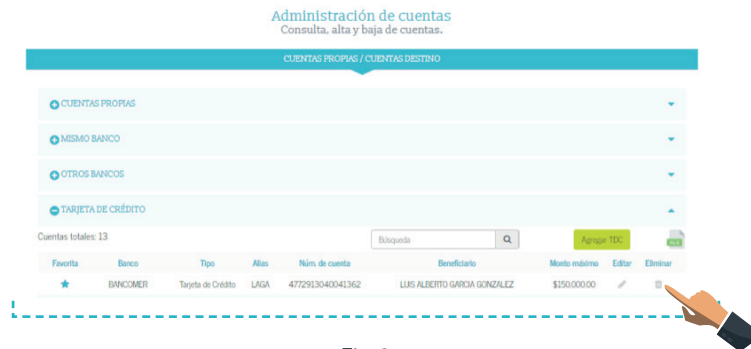 Administración de cuentas
Consulta, alta y baja de cuentas.
CUENTAS PROPIAS / CUENTAS DESTINO
CUENTAS PROPIAS
MISMO BANCO
OTROS BANCOS
TARJETA DE CRÉDITO
Cuentas totales: 13 Búsqueda Agregar TDC XLS
Favorita Banco Tipo Alias Núm. de cuenta Beneficiario Monto máximo Editar Eliminar
BANCOMER Tarjeta de Crédito LAGA 4772913040041362 LUIS ALBERTO GARCIA GONZALEZ $150,000.00